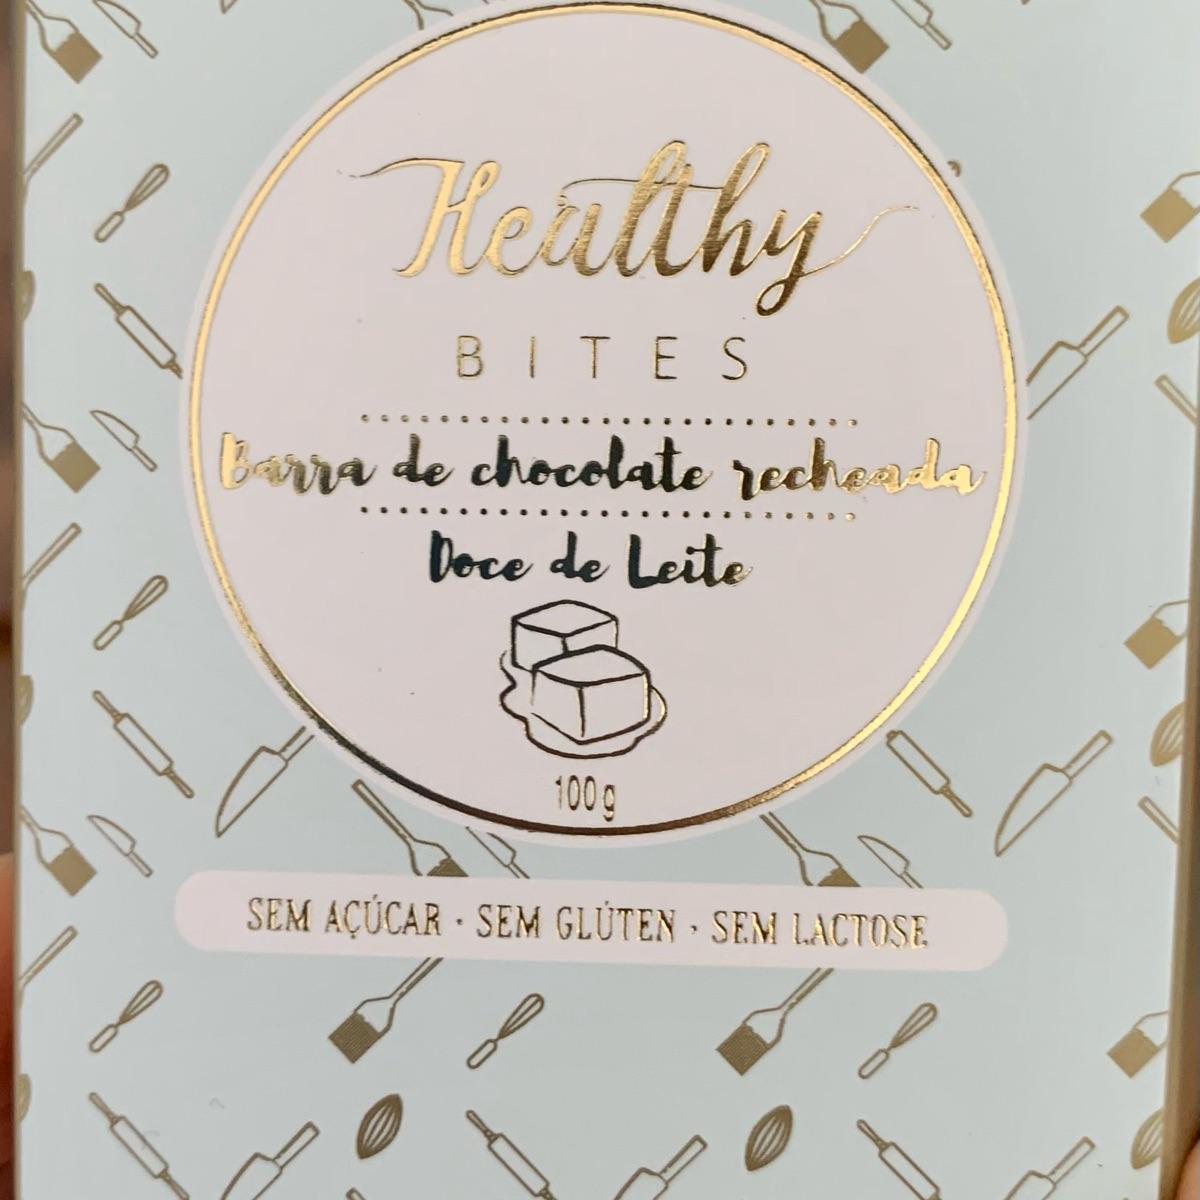 Healthy
BITES
Barra de chocolate recheada
Doce de Leite
100g
SEM AÇÚCAR · SEM GLÚTEN · SEM LACTOSE